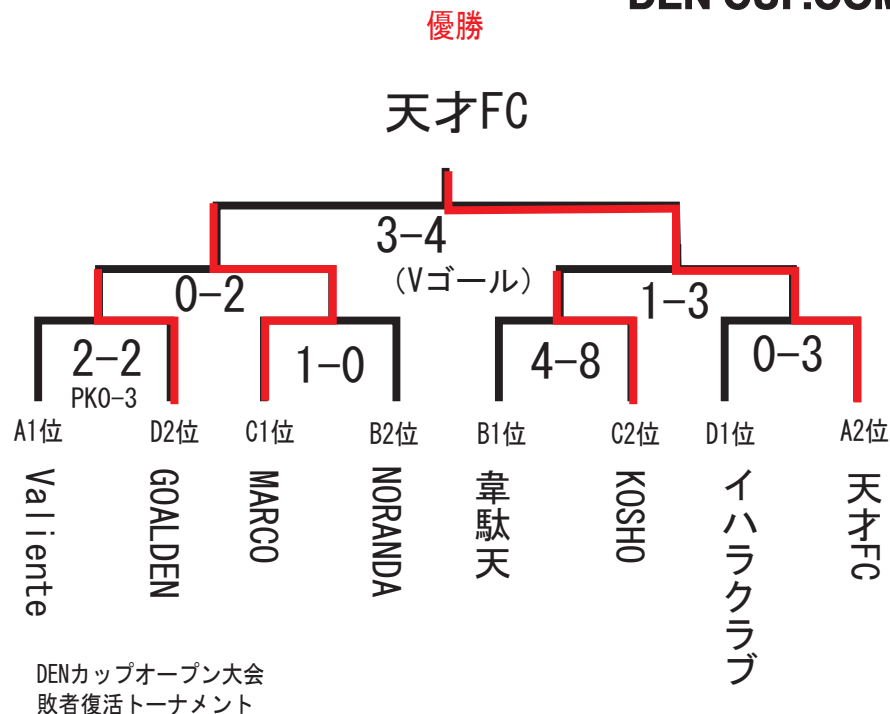 DEN CUP.COM
優勝
天才FC
3-4
(Vゴール)
0-2
1-3
2-2
PK0-3
1-0
4-8
0-3
A1位
D2位
C1位
B2位
B1位
C2位
D1位
A2位
Valiente
GOALDEN
MARCO
NORANDA
韋駄天
KOSHO
イハラクラブ
天才FC
DENカップオープン大会
敗者復活トーナメント